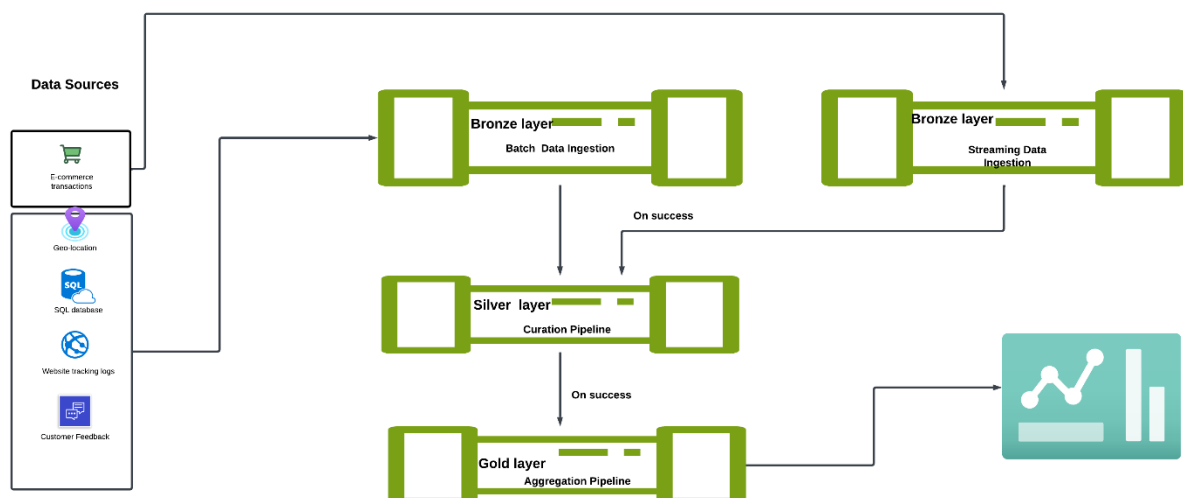 Data Sources
E-commerce
transactions
Geo-location
SQL
SQL database
Website tracking logs
Customer Feedback
Bronze layer
Batch Data Ingestion
Bronze layer
Streaming Data
Ingestion
On success
Silver layer
Curation Pipeline
On success
Gold layer
Aggregation Pipeline